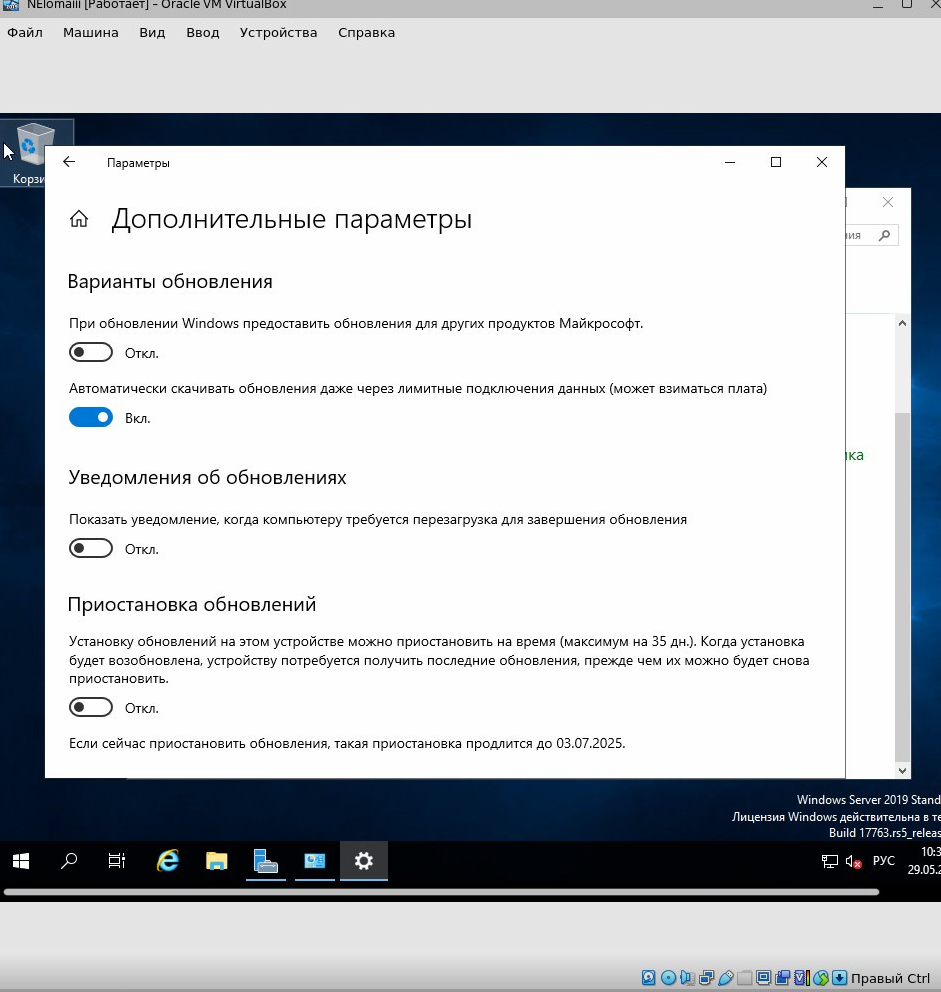 NElomaiii [Работает] - Oracle VM VirtualBox
Файл Машина Вид Ввод Устройства Справка
Параметры
Дополнительные параметры
Варианты обновления
При обновлении Windows предоставить обновления для других продуктов Майкрософт.
Откл.
Автоматически скачивать обновления даже через лимитные подключения данных (может взиматься плата)
Вкл.
Уведомления об обновлениях
Показать уведомление, когда компьютеру требуется перезагрузка для завершения обновления
Откл.
Приостановка обновлений
Установку обновлений на этом устройстве можно приостановить на время (максимум на 35 дн.). Когда установка
будет возобновлена, устройству потребуется получить последние обновления, прежде чем их можно будет снова
приостановить.
Откл.
Если сейчас приостановить обновления, такая приостановка продлится до 03.07.2025.
Windows Server 2019 Stand
Лицензия Windows действительна в те
Build 17763.rs5_releas
РУС
10:3
29.05.2
Правый Ctrl